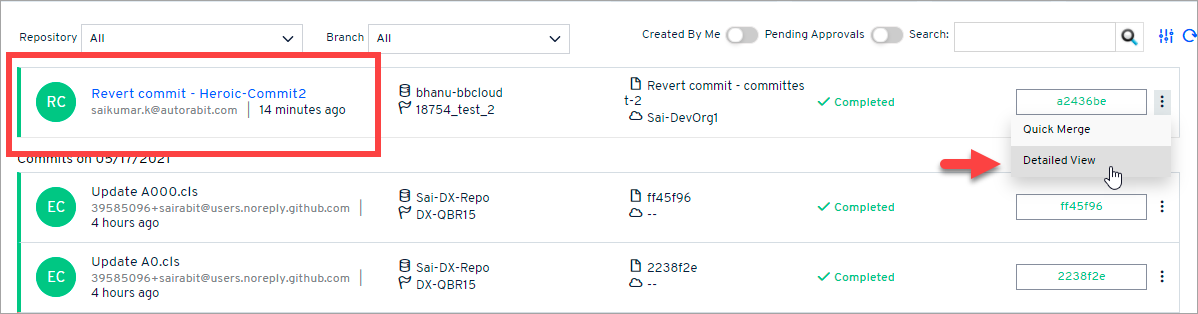 Repository All Branch All Created By Me Pending Approvals Search:
RC
Revert commit - Heroic-Commit2
saikumar.k@autorabit.com | 14 minutes ago
bhanu-bbcloud
18754_test_2
Revert commit - committes
t-2
Sai-DevOrg1
Completed
a2436be
Quick Merge
Detailed View
Commits on 05/17/2021
EC
Update A000.cls
39585096+sairabit@users.noreply.github.com |
4 hours ago
Sai-DX-Repo
DX-QBR15
ff45f96
--
Completed
ff45f96
EC
Update A0.cls
39585096+sairabit@users.noreply.github.com |
4 hours ago
Sai-DX-Repo
DX-QBR15
2238f2e
--
Completed
2238f2e